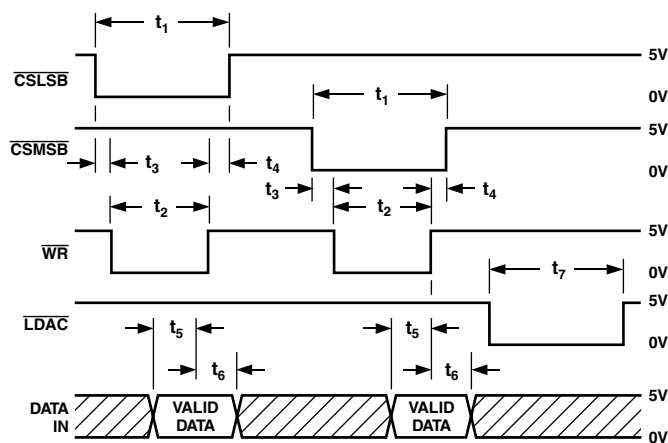 t1
5V
CSLSB
0V
t1
5V
CSMSB
t3
t4
0V
t3
t4
t2
t2
5V
WR
0V
t7
5V
LDAC
t5
t5
0V
t6
t6
5V
DATA IN
VALID DATA
VALID DATA
0V